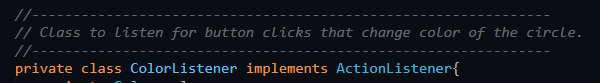 //----------------------------------------------------------------
// Class to listen for button clicks that change color of the circle.
//----------------------------------------------------------------
private class ColorListener implements ActionListener{